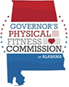 GOVERNOR'S
PHYSICAL
FITNESS
COMMISSION
OF ALABAMA